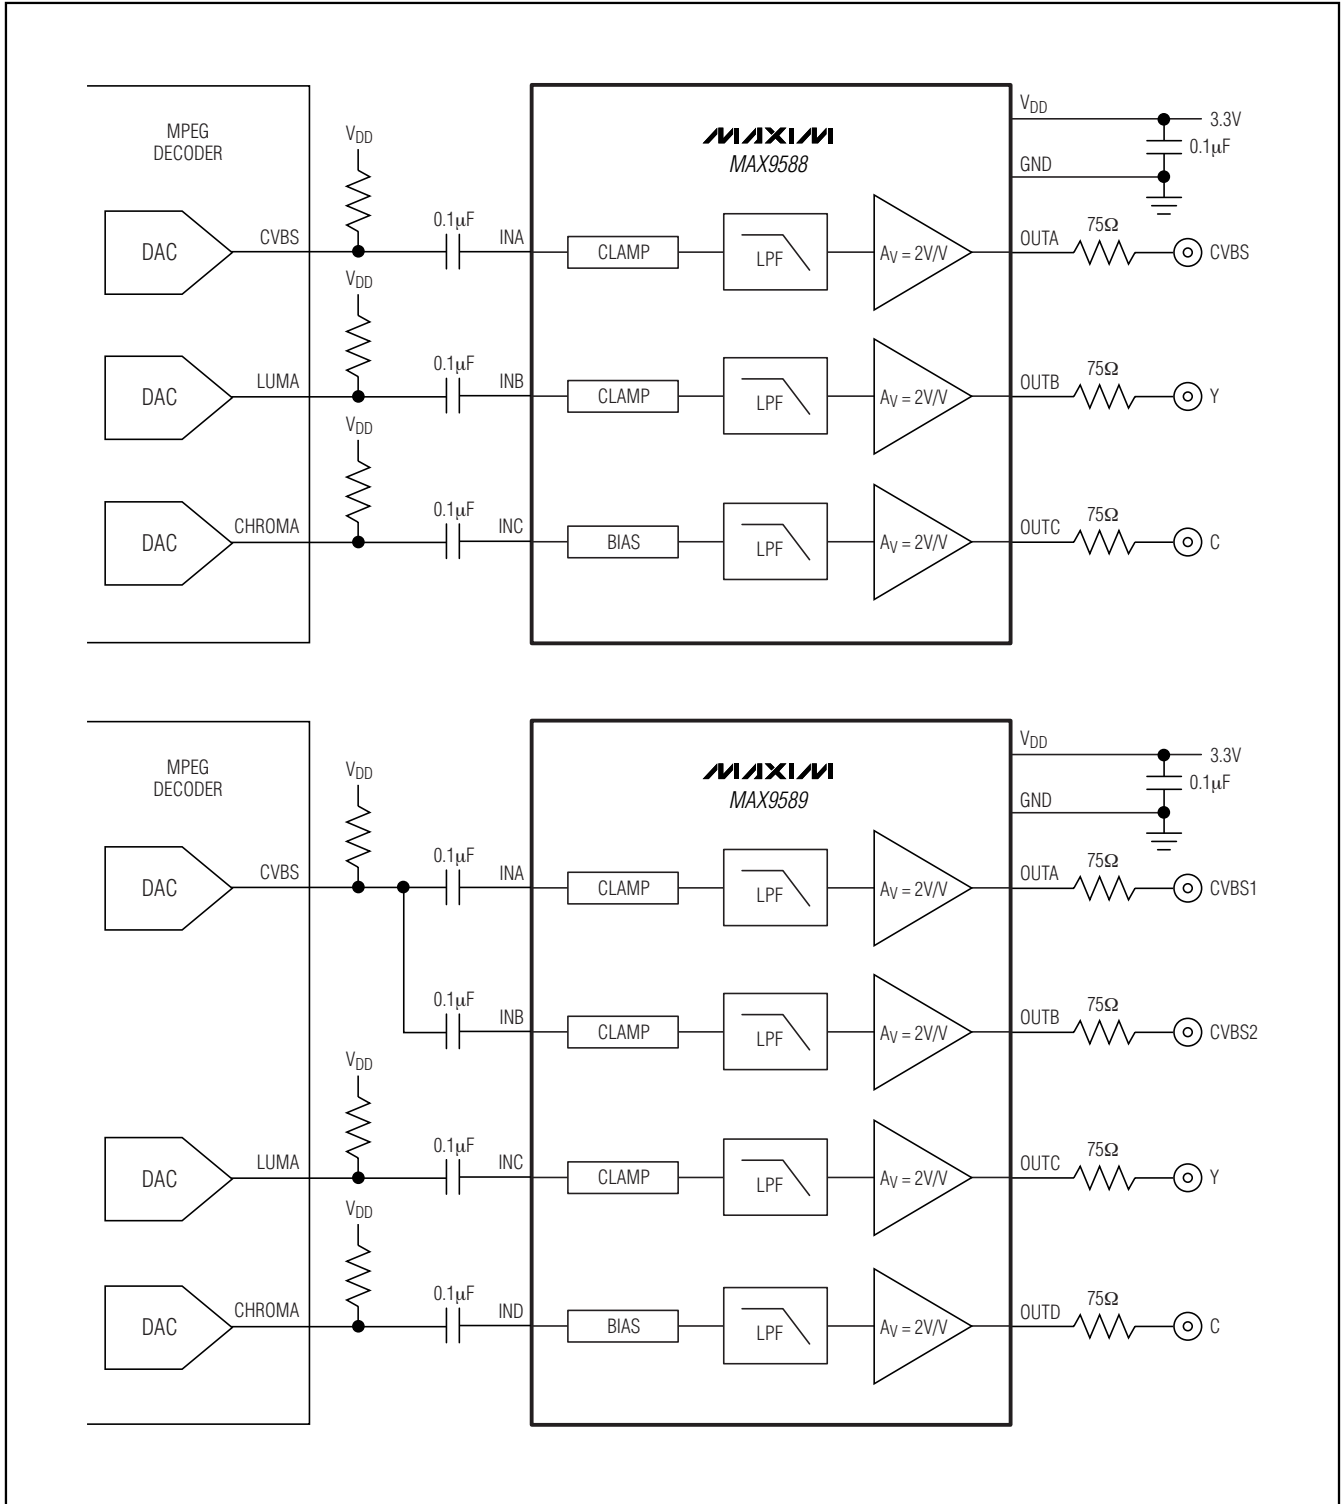 MPEG
DECODER
VDD
MAXIM
MAX9588
VDD
3.3V
0.1µF
GND
DAC
CVBS
0.1µF
INA
CLAMP
LPF
AV = 2V/V
OUTA
75Ω
CVBS
VDD
DAC
LUMA
0.1µF
INB
CLAMP
LPF
AV = 2V/V
OUTB
75Ω
Y
VDD
DAC
CHROMA
0.1µF
INC
BIAS
LPF
AV = 2V/V
OUTC
75Ω
C
MPEG
DECODER
VDD
MAXIM
MAX9589
VDD
3.3V
0.1µF
GND
DAC
CVBS
0.1µF
INA
CLAMP
LPF
AV = 2V/V
OUTA
75Ω
CVBS1
0.1µF
INB
CLAMP
LPF
AV = 2V/V
OUTB
75Ω
CVBS2
VDD
DAC
LUMA
0.1µF
INC
CLAMP
LPF
AV = 2V/V
OUTC
75Ω
Y
VDD
DAC
CHROMA
0.1µF
IND
BIAS
LPF
AV = 2V/V
OUTD
75Ω
C